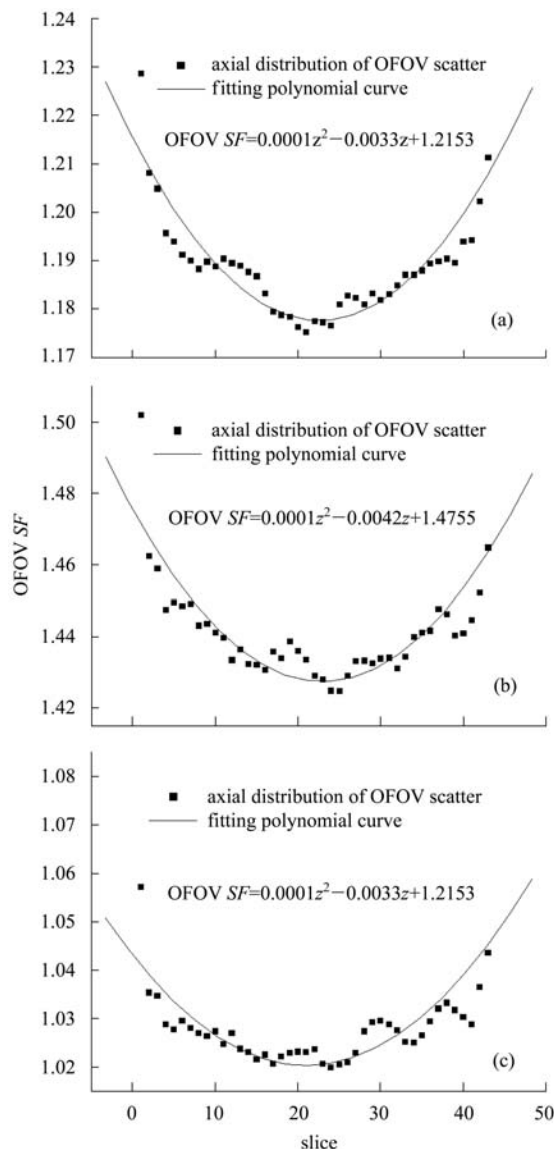 1.24
1.23
1.22
1.21
1.20
1.19
1.18
1.17
axial distribution of OFOV scatter
fitting polynomial curve
OFOV SF=0.0001z²−0.0033z+1.2153
(a)
1.50
1.48
1.46
1.44
1.42
axial distribution of OFOV scatter
fitting polynomial curve
OFOV SF=0.0001z²−0.0042z+1.4755
(b)
OFOV SF
1.08
1.07
1.06
1.05
1.04
1.03
1.02
axial distribution of OFOV scatter
fitting polynomial curve
OFOV SF=0.0001z²−0.0033z+1.2153
(c)
0 10 20 30 40 50
slice